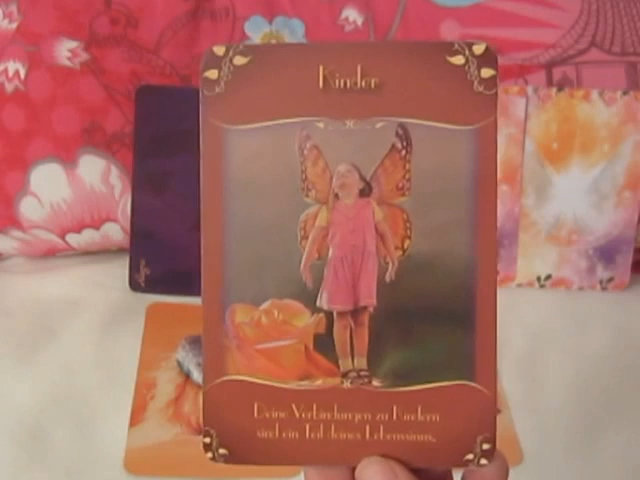 Kinder
Deine Verbindungen zu Kindern
sind ein Teil deines Lebenssinns.